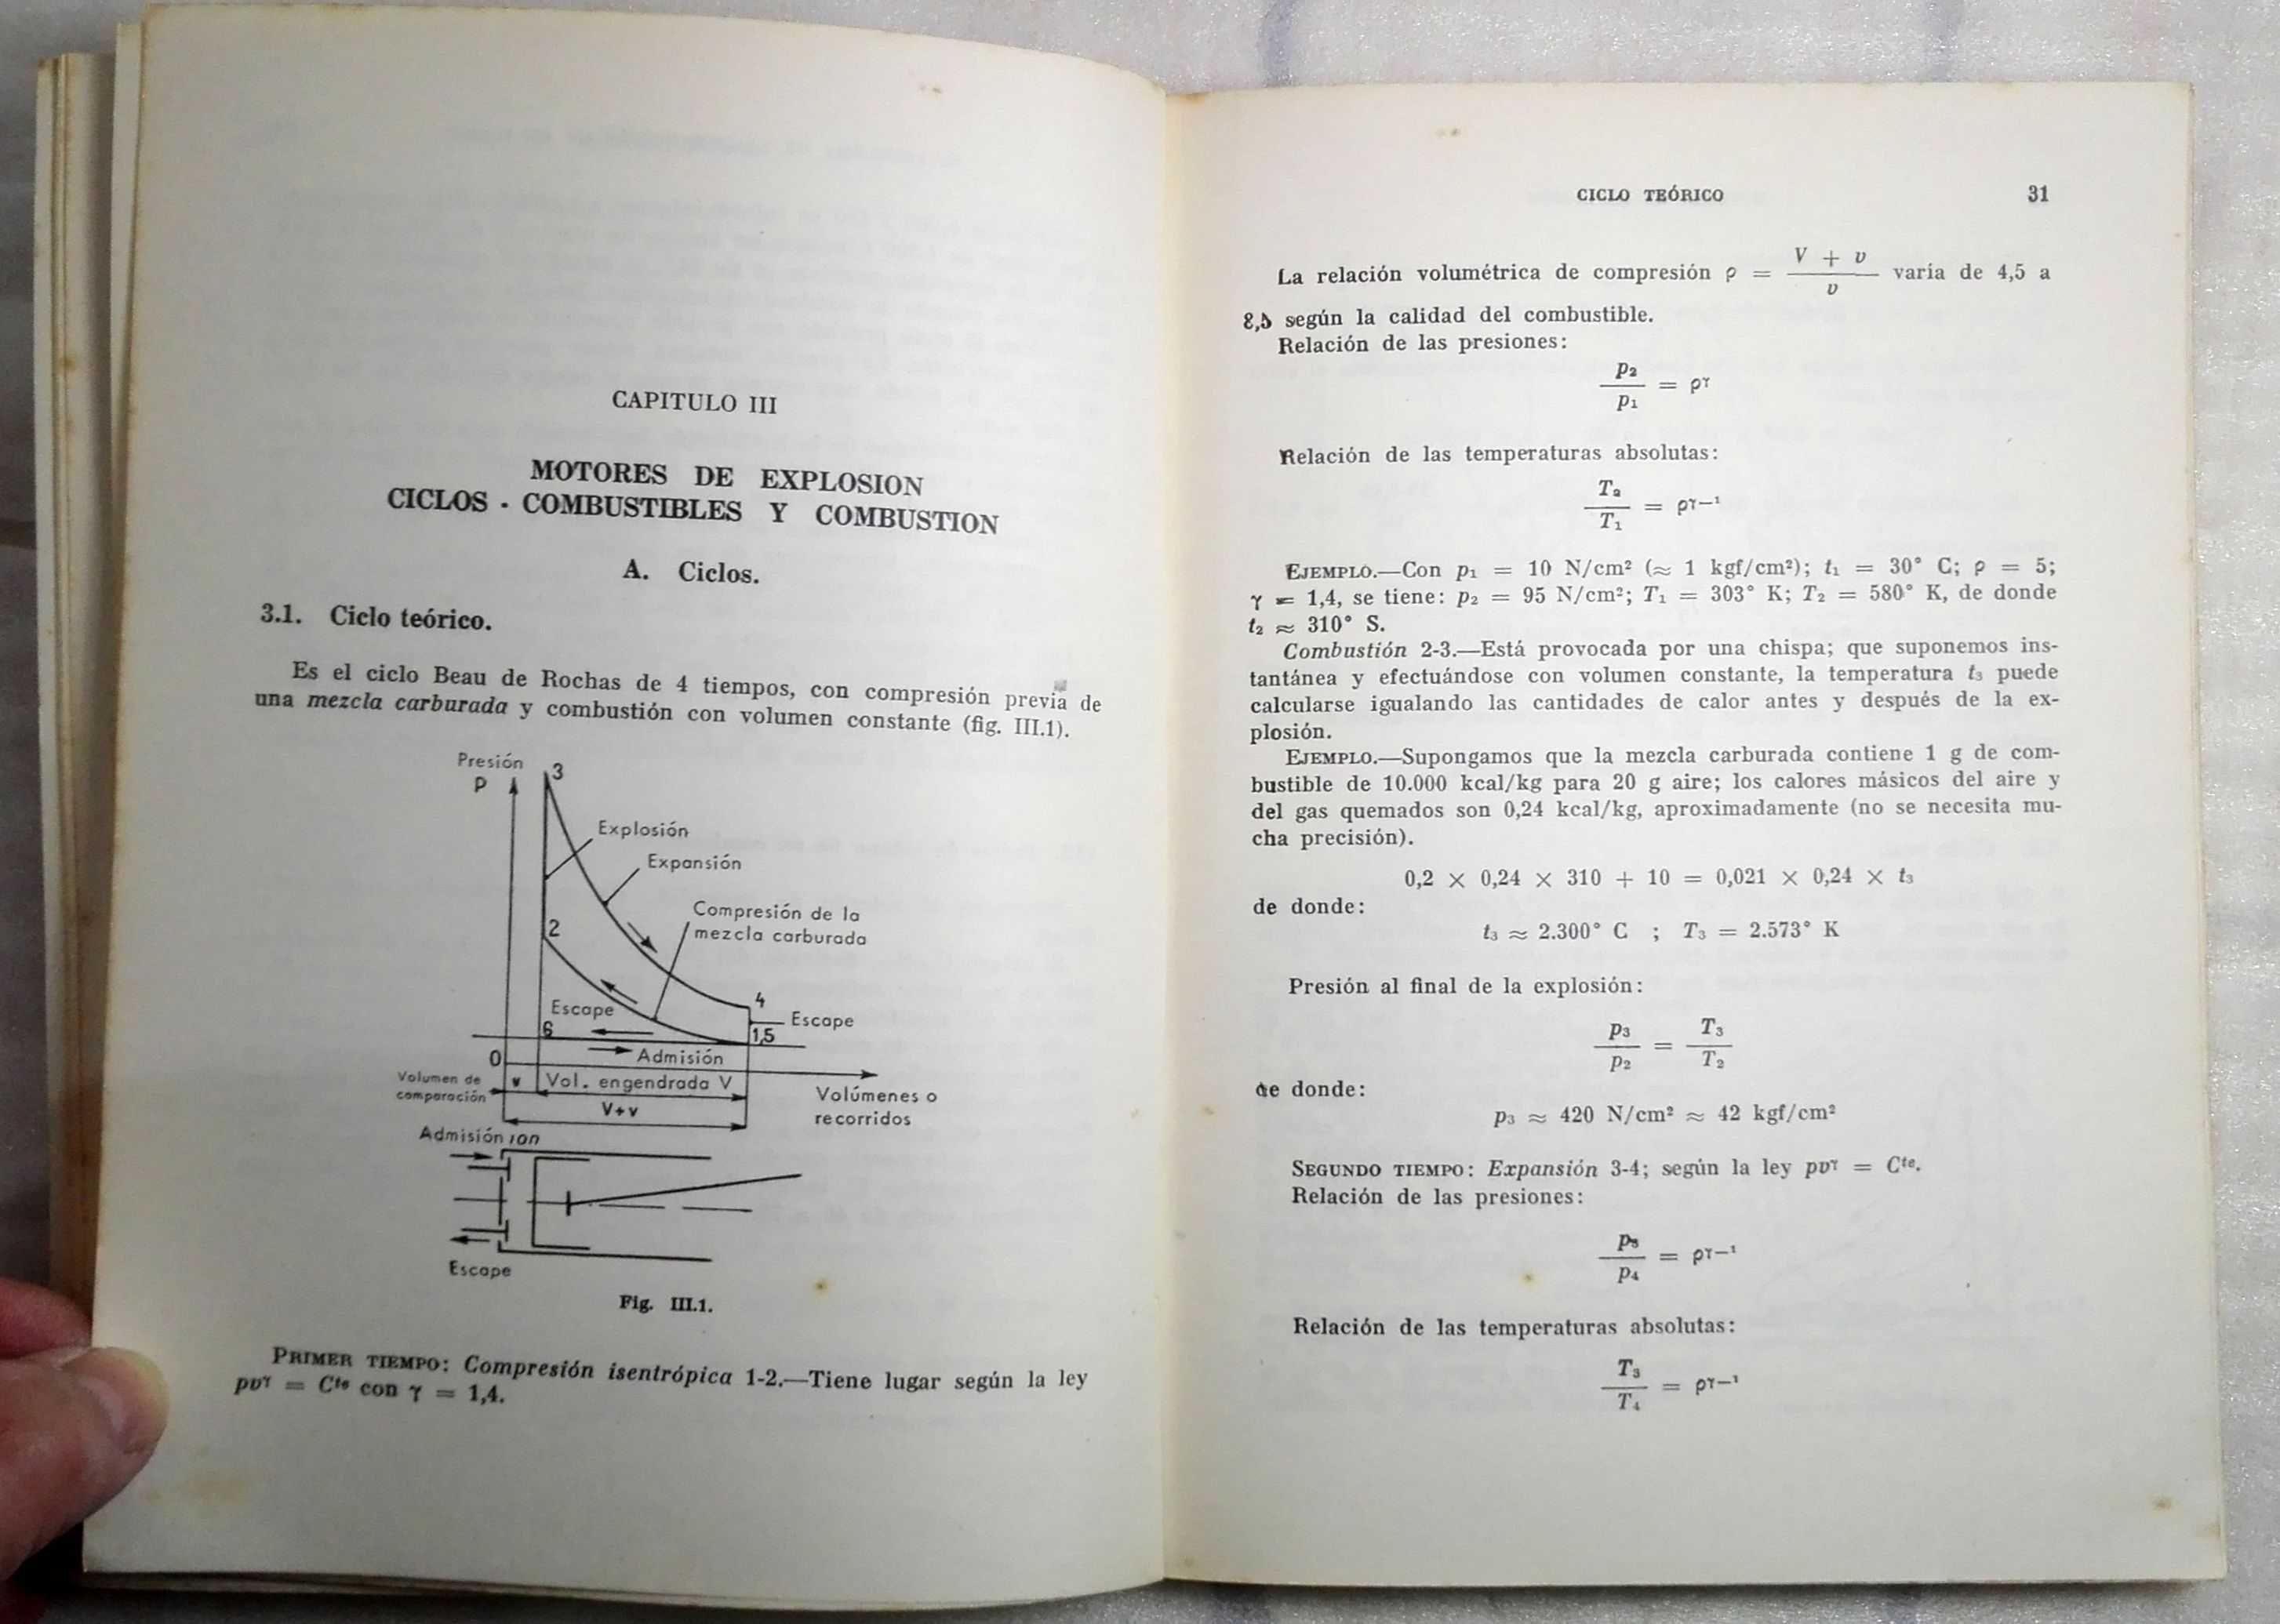 CAPITULO III
MOTORES DE EXPLOSION
CICLOS - COMBUSTIBLES Y COMBUSTION
A. Ciclos.
3.1. Ciclo teórico.
Es el ciclo Beau de Rochas de 4 tiempos, con compresión previa de
una mezcla carburada y combustión con volumen constante (fig. III.1).
Presión
P
3
Explosión
Expansión
Compresión de la
mezcla carburada
2
4
Escape
Escape
6
1,5
0
Admisión
Volumen de
comparación
v
Vol. engendrada V
V+v
Volúmenes o
recorridos
Admisión ion
Escape
Fig. III.1.
PRIMER TIEMPO: Compresión isentrópica 1-2.—Tiene lugar según la ley
pvᵞ = Cᵗᵉ con γ = 1,4.
CICLO TEÓRICO 31
La relación volumétrica de compresión ρ = (V + v) / v varía de 4,5 a
8,5 según la calidad del combustible.
Relación de las presiones:
p₂ / p₁ = ρᵞ
Relación de las temperaturas absolutas:
T₂ / T₁ = ρᵞ⁻¹
EJEMPLO.—Con p₁ = 10 N/cm² (≈ 1 kgf/cm²); t₁ = 30° C; ρ = 5;
γ = 1,4, se tiene: p₂ = 95 N/cm²; T₁ = 303° K; T₂ = 580° K, de donde
t₂ ≈ 310° S.
Combustión 2-3.—Está provocada por una chispa; que suponemos ins-
tantánea y efectuándose con volumen constante, la temperatura t₃ puede
calcularse igualando las cantidades de calor antes y después de la ex-
plosión.
EJEMPLO.—Supongamos que la mezcla carburada contiene 1 g de com-
bustible de 10.000 kcal/kg para 20 g aire; los calores másicos del aire y
del gas quemados son 0,24 kcal/kg, aproximadamente (no se necesita mu-
cha precisión).
0,2 × 0,24 × 310 + 10 = 0,021 × 0,24 × t₃
de donde:
t₃ ≈ 2.300° C ; T₃ = 2.573° K
Presión al final de la explosión:
p₃ / p₂ = T₃ / T₂
de donde:
p₃ ≈ 420 N/cm² ≈ 42 kgf/cm²
SEGUNDO TIEMPO: Expansión 3-4; según la ley pvᵞ = Cᵗᵉ.
Relación de las presiones:
p₃ / p₄ = ρᵞ⁻¹
Relación de las temperaturas absolutas:
T₃ / T₄ = ρᵞ⁻¹